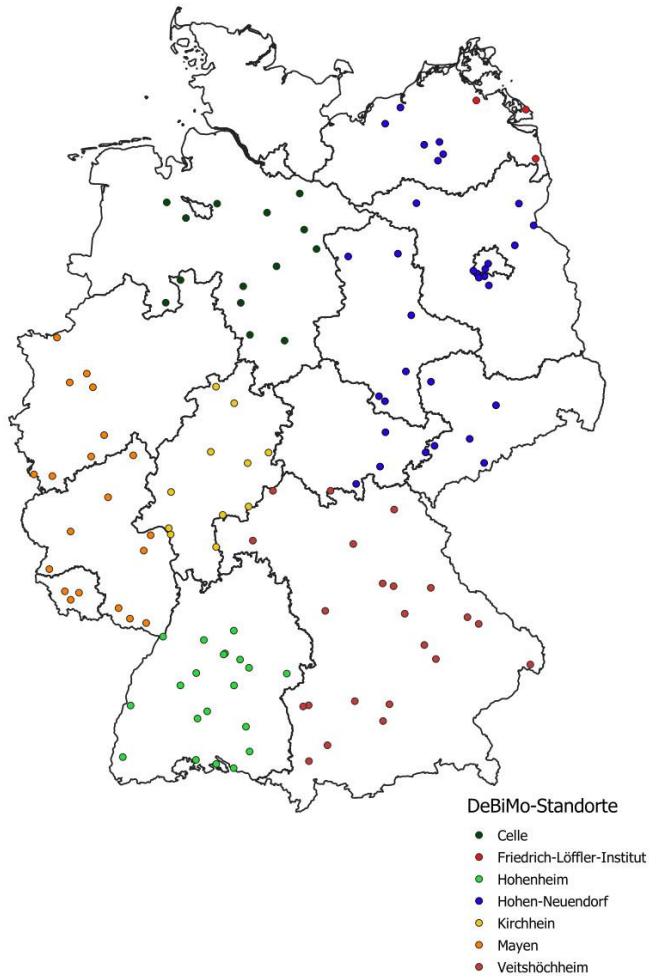 DeBiMo-Standorte
Celle
Friedrich-Löffler-Institut
Hohenheim
Hohen-Neuendorf
Kirchhein
Mayen
Veitshöchheim